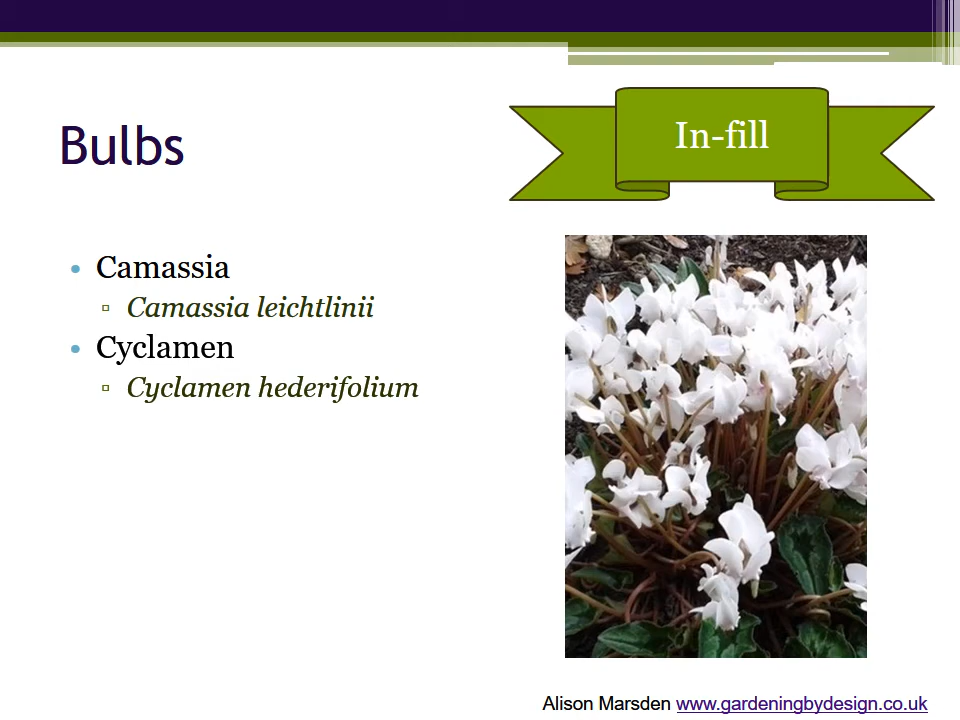 Bulbs
In-fill
Camassia
Camassia leichtlinii
Cyclamen
Cyclamen hederifolium
Alison Marsden www.gardeningbydesign.co.uk